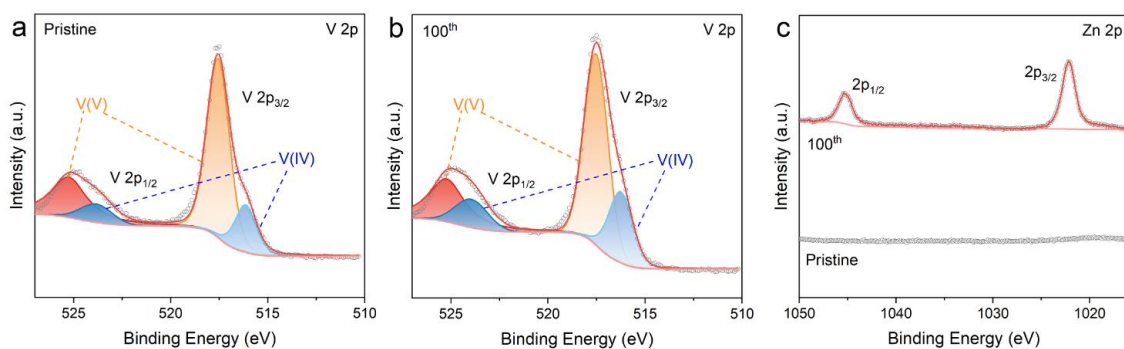 a
Pristine
V 2p
V(V)
V 2p3/2
V 2p1/2
V(IV)
Intensity (a.u.)
525
520
515
510
Binding Energy (eV)
b
100th
V 2p
V(V)
V 2p3/2
V 2p1/2
V(IV)
Intensity (a.u.)
525
520
515
510
Binding Energy (eV)
c
Zn 2p
2p3/2
2p1/2
100th
Pristine
Intensity (a.u.)
1050
1040
1030
1020
Binding Energy (eV)